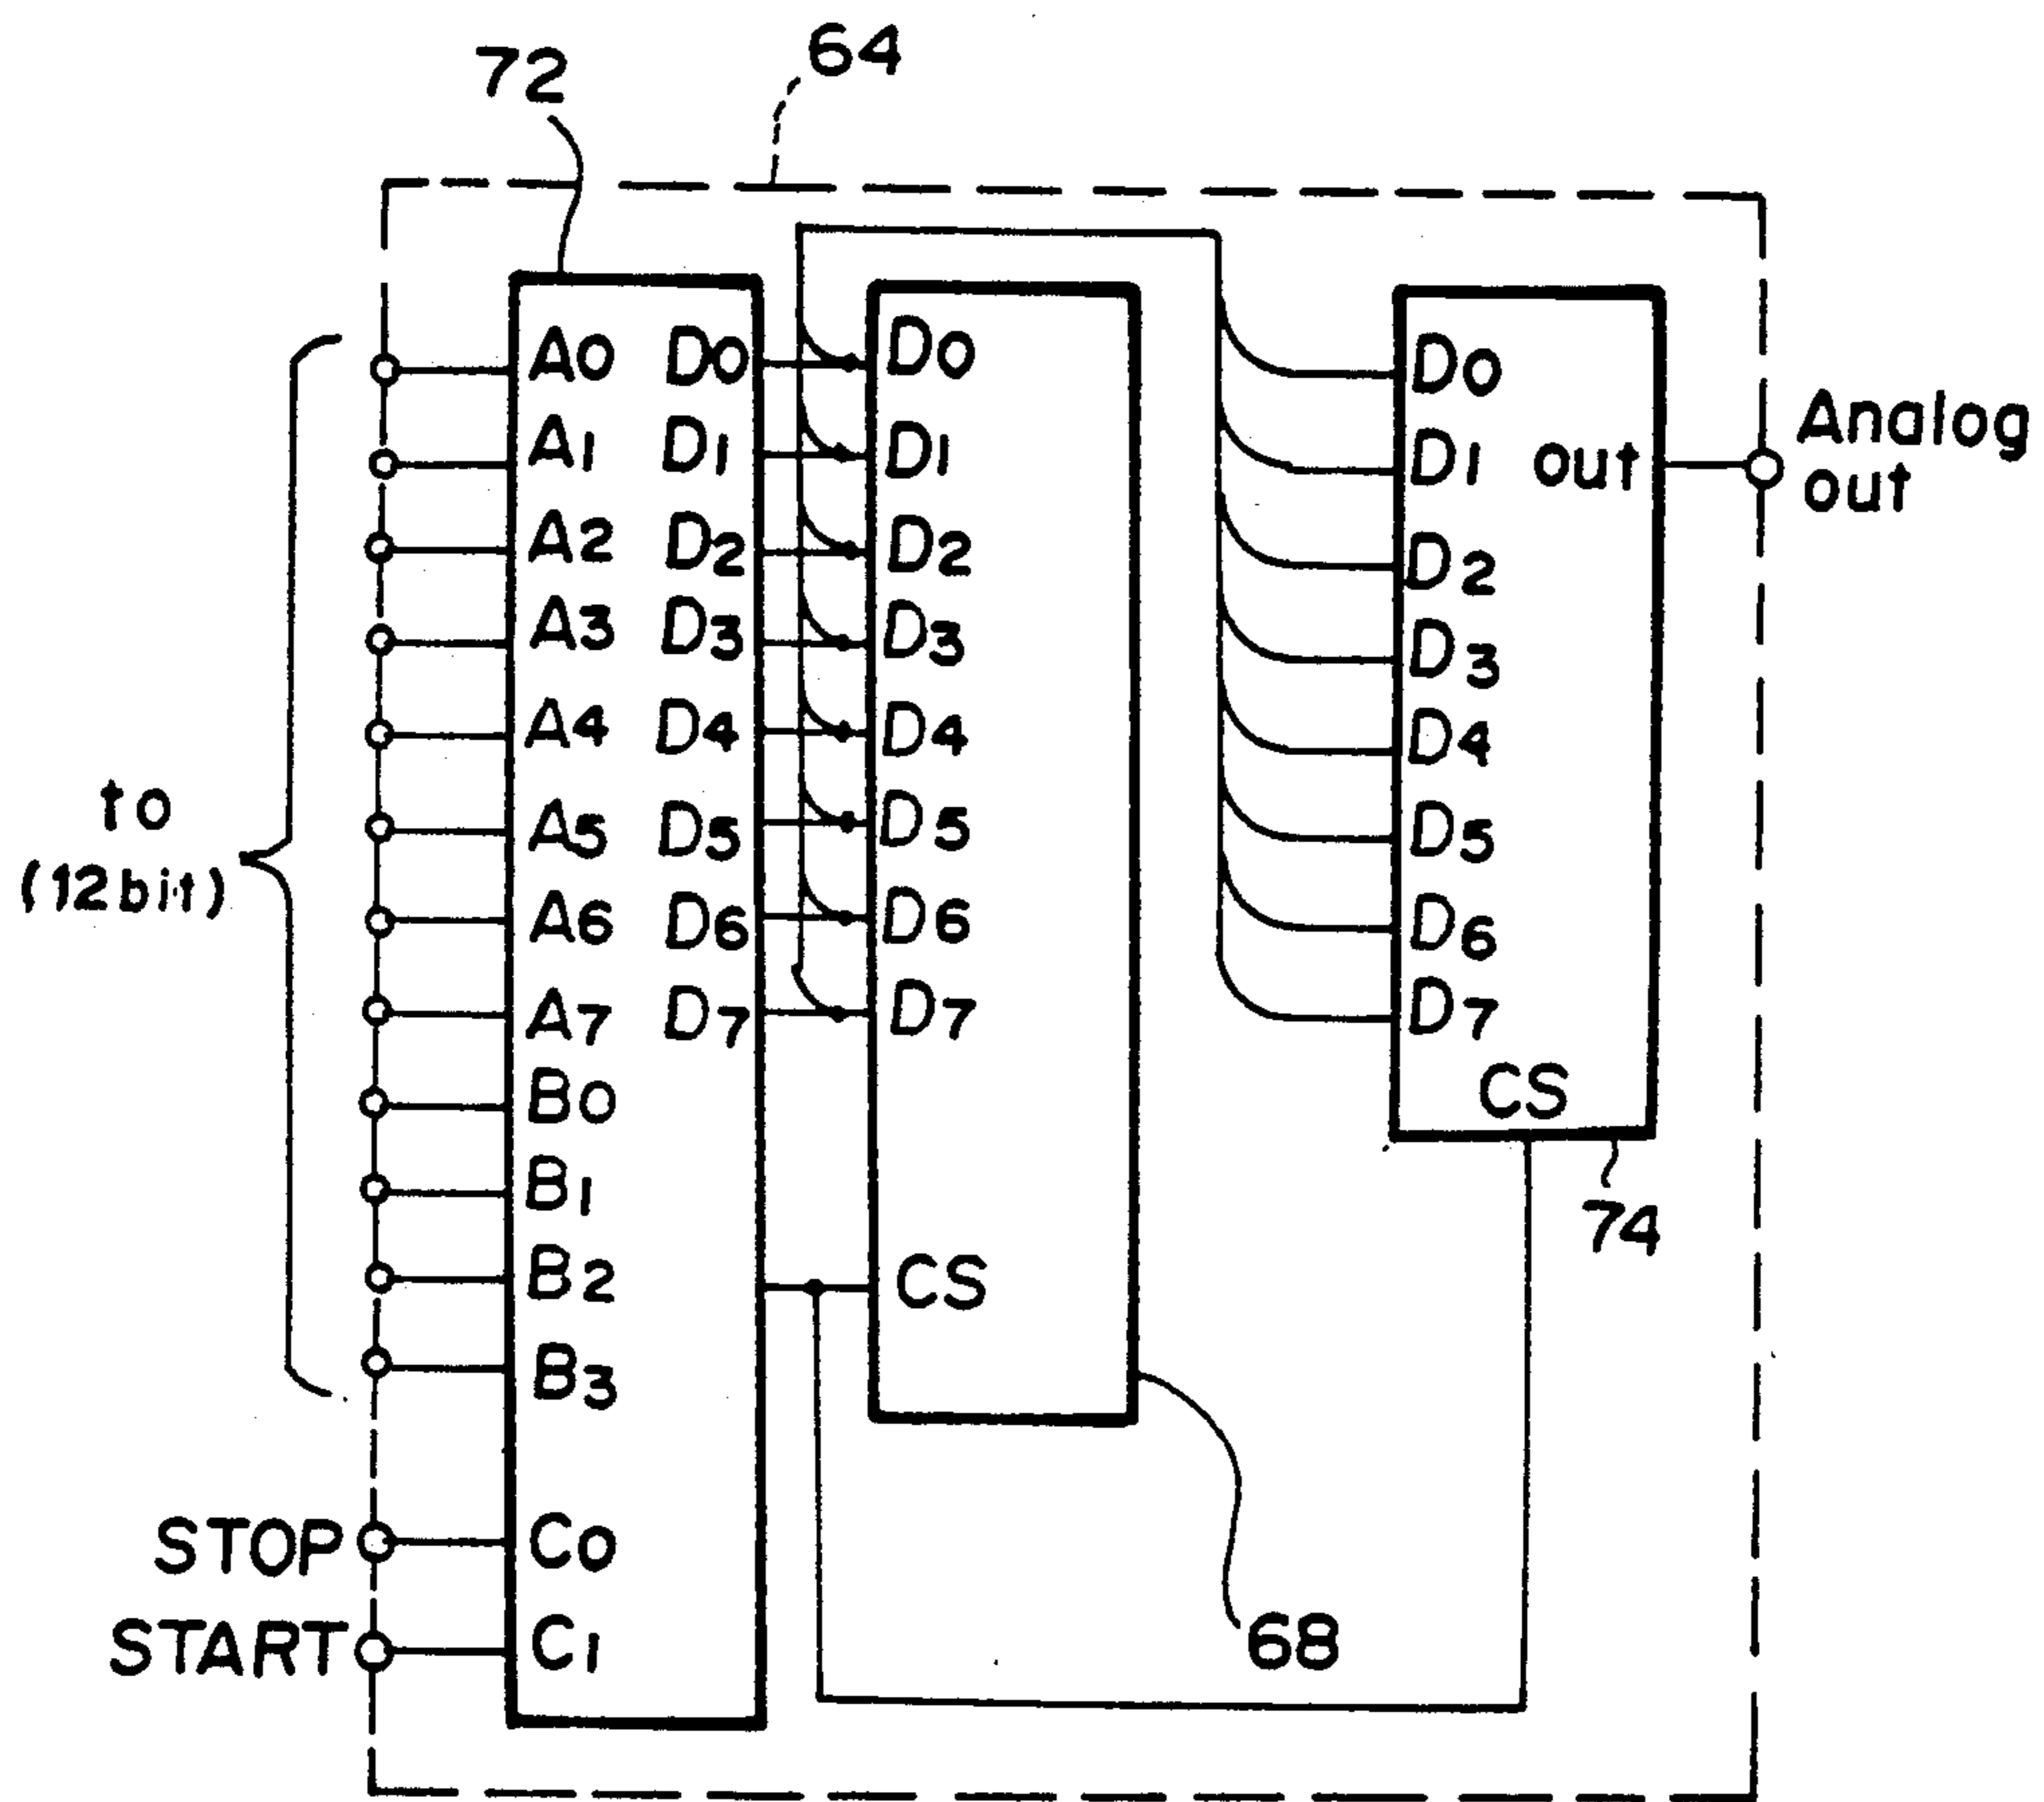 72
64
A0 D0 D0 D0
A1 D1 D1 D1 out
Analog
out
A2 D2 D2 D2
A3 D3 D3 D3
A4 D4 D4 D4
to
(12bit)
A5 D5 D5 D5
A6 D6 D6 D6
A7 D7 D7 D7
B0
CS
B1
74
B2
CS
B3
STOP C0
START C1
68